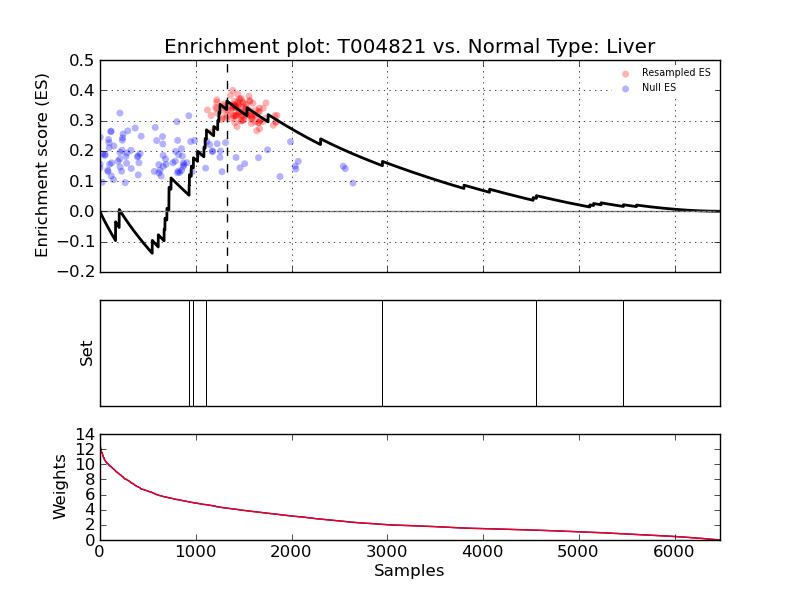 Enrichment plot: T004821 vs. Normal Type: Liver
Enrichment score (ES)
0.5
0.4
0.3
0.2
0.1
0.0
−0.1
−0.2
Resampled ES
Null ES
Set
Weights
14
12
10
8
6
4
2
0
0 1000 2000 3000 4000 5000 6000
Samples